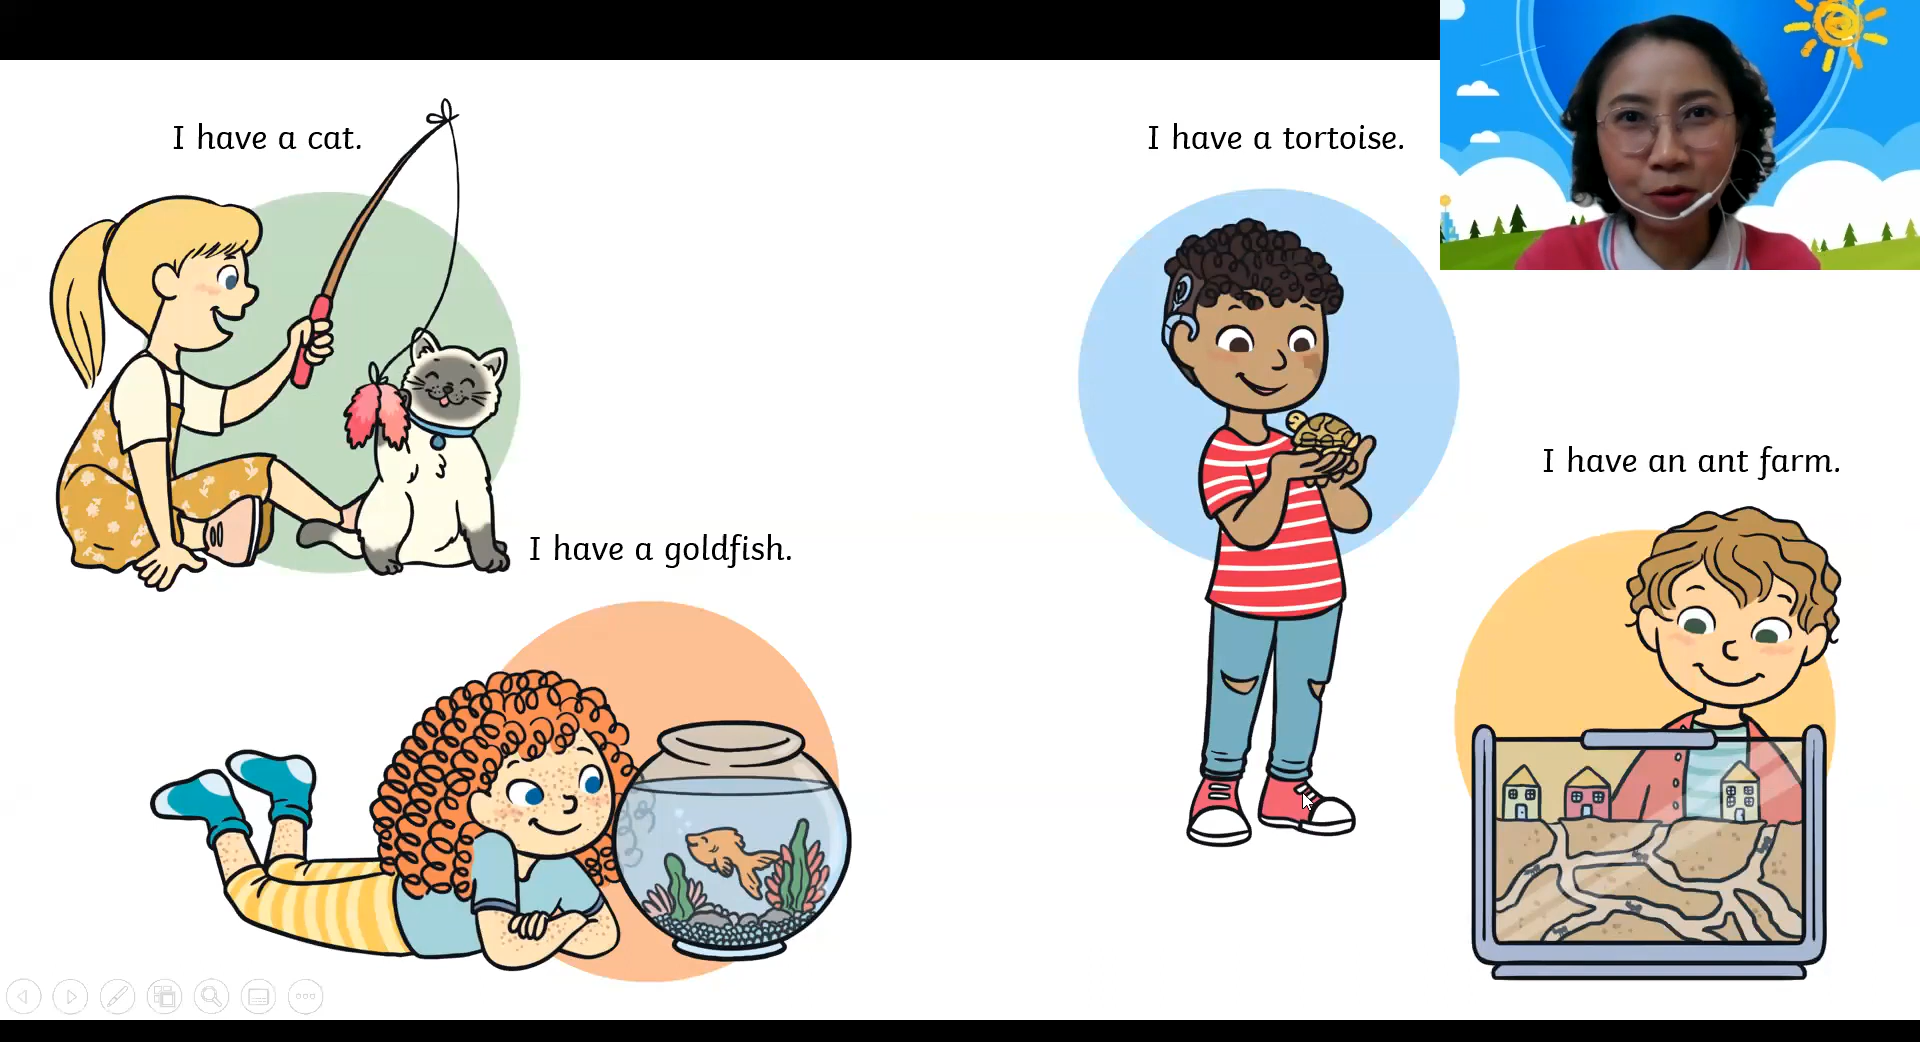 I have a cat.
I have a goldfish.
I have a tortoise.
I have an ant farm.